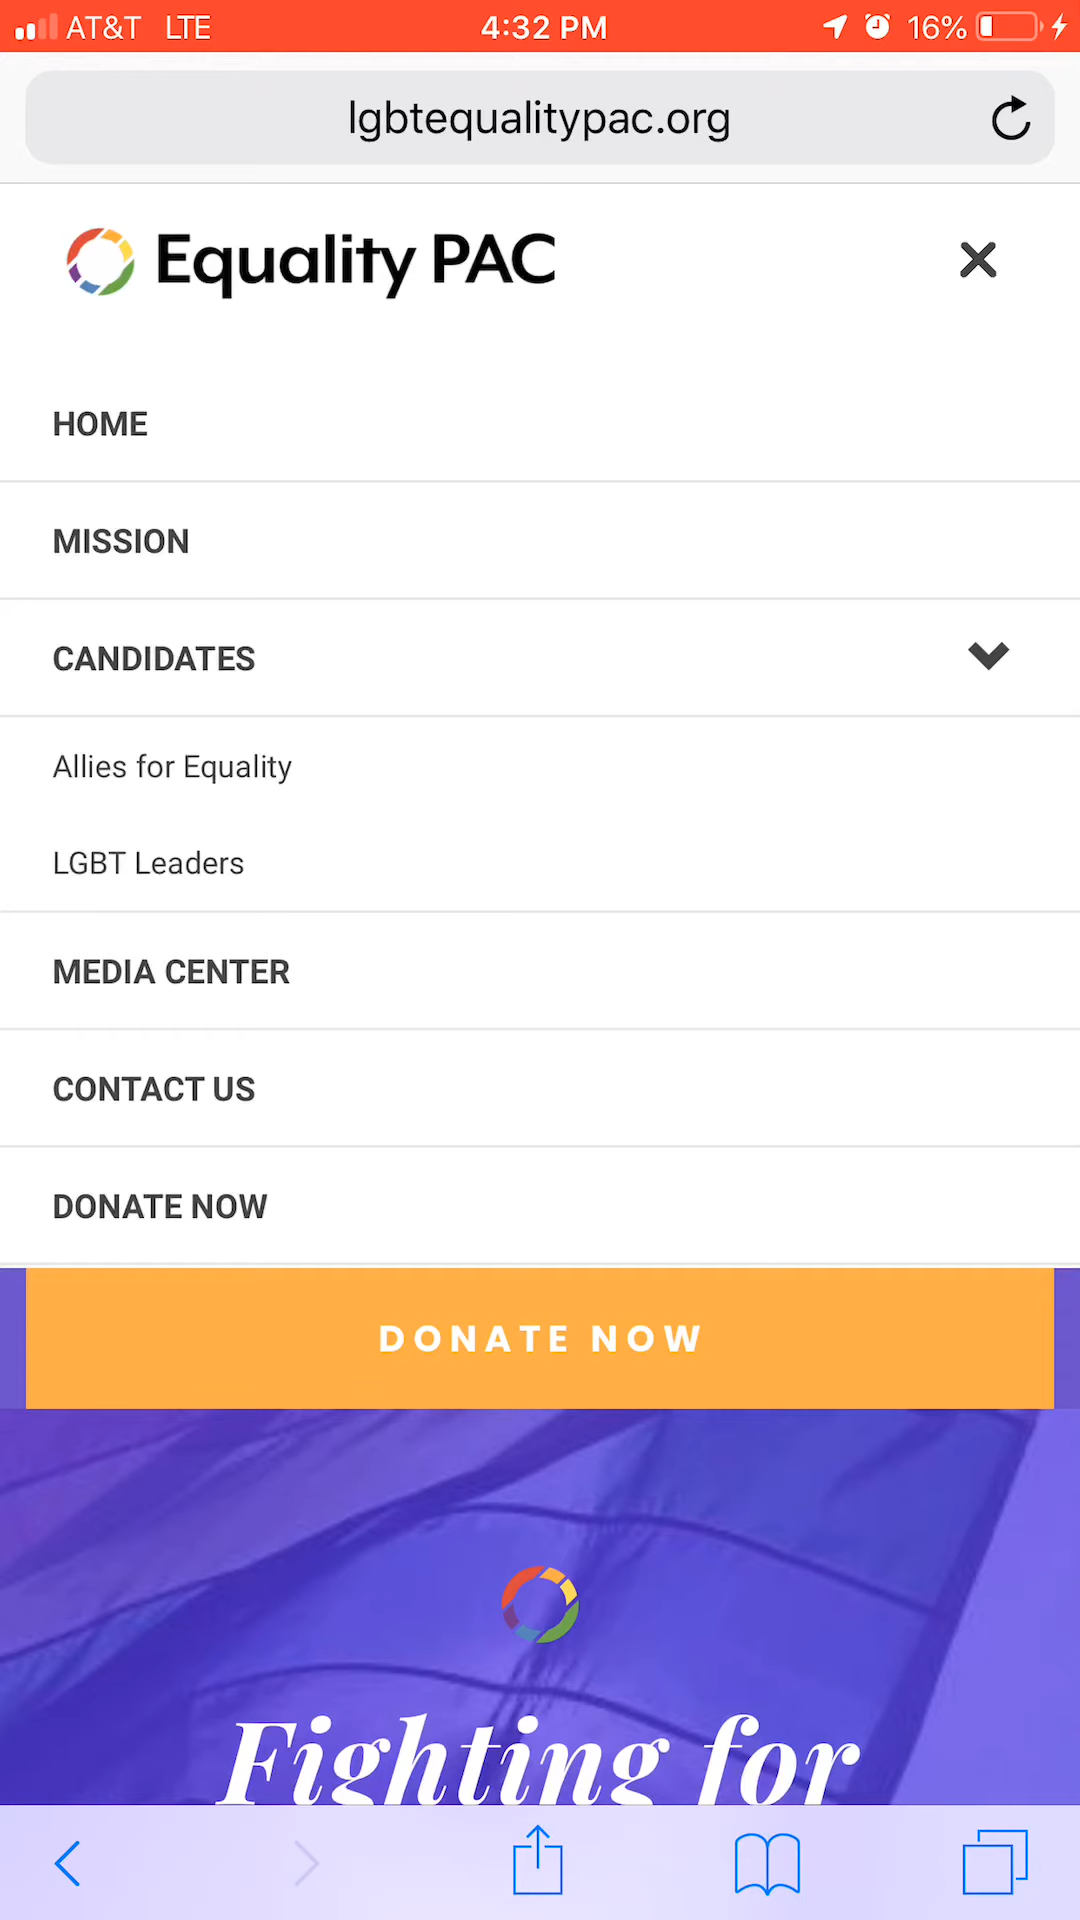 AT&T LTE 4:32 PM 16%
lgbtequalitypac.org
Equality PAC
HOME
MISSION
CANDIDATES
Allies for Equality
LGBT Leaders
MEDIA CENTER
CONTACT US
DONATE NOW
DONATE NOW
Fighting for